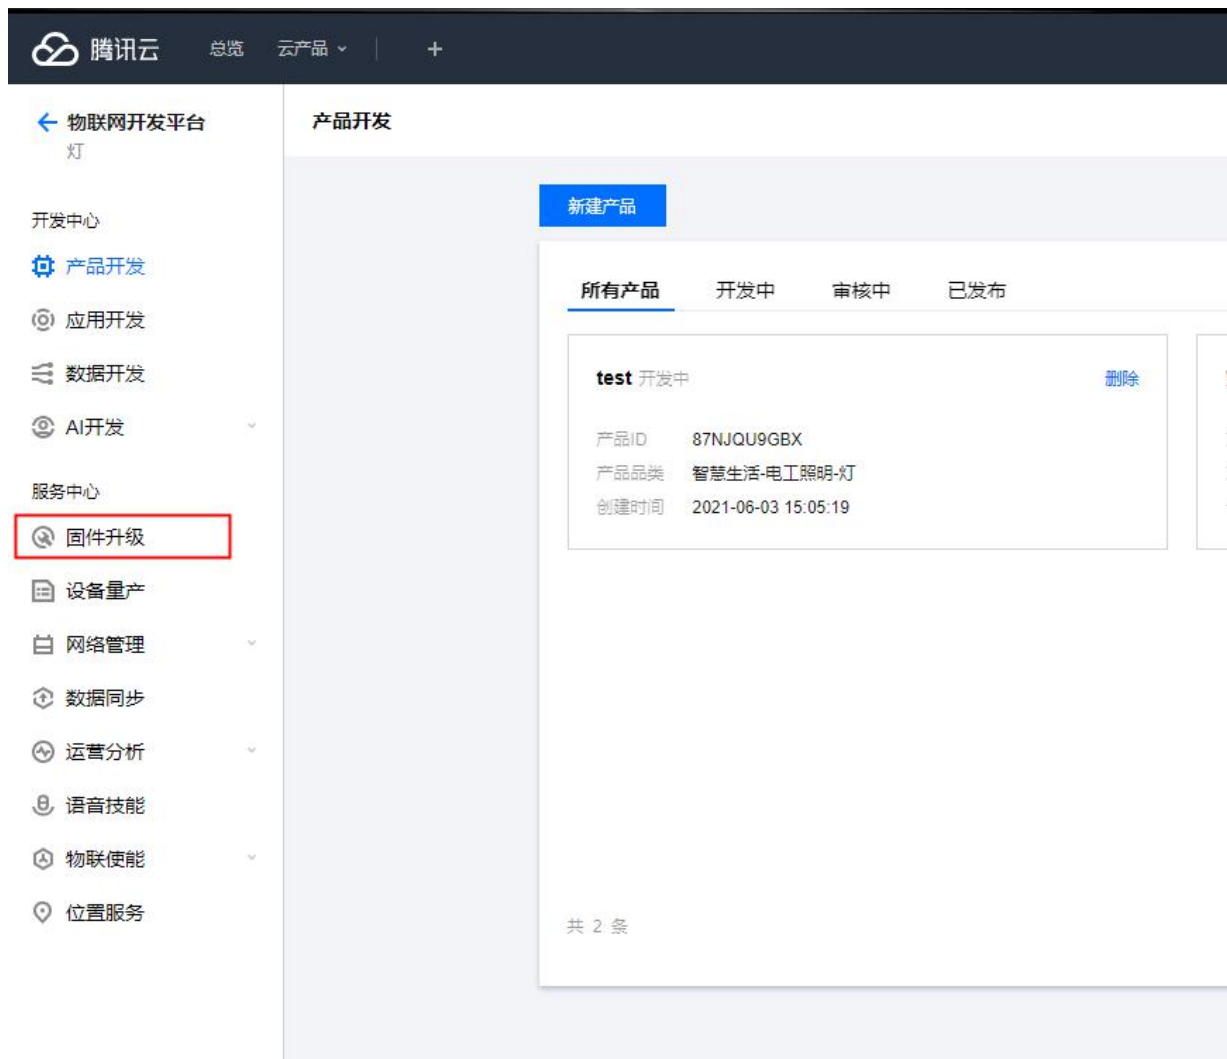 腾讯云 总览 云产品 +
物联网开发平台
灯
产品开发
开发中心
产品开发
应用开发
数据开发
AI开发
服务中心
固件升级
设备量产
网络管理
数据同步
运营分析
语音技能
物联使能
位置服务
新建产品
所有产品 开发中 审核中 已发布
test 开发中 删除
产品ID 87NJQU9GBX
产品品类 智慧生活-电工照明-灯
创建时间 2021-06-03 15:05:19
共 2 条